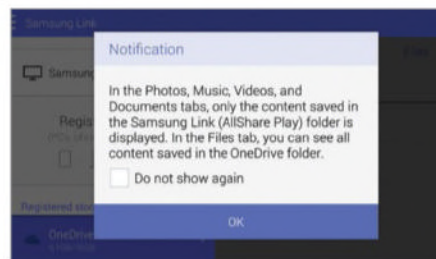 Samsung Link
Notification
Samsung
In the Photos, Music, Videos, and
Documents tabs, only the content saved in
the Samsung Link (AllShare Play) folder is
displayed. In the Files tab, you can see all
content saved in the OneDrive folder.
Regis
Do not show again
Registered stor
OK
OneDrive